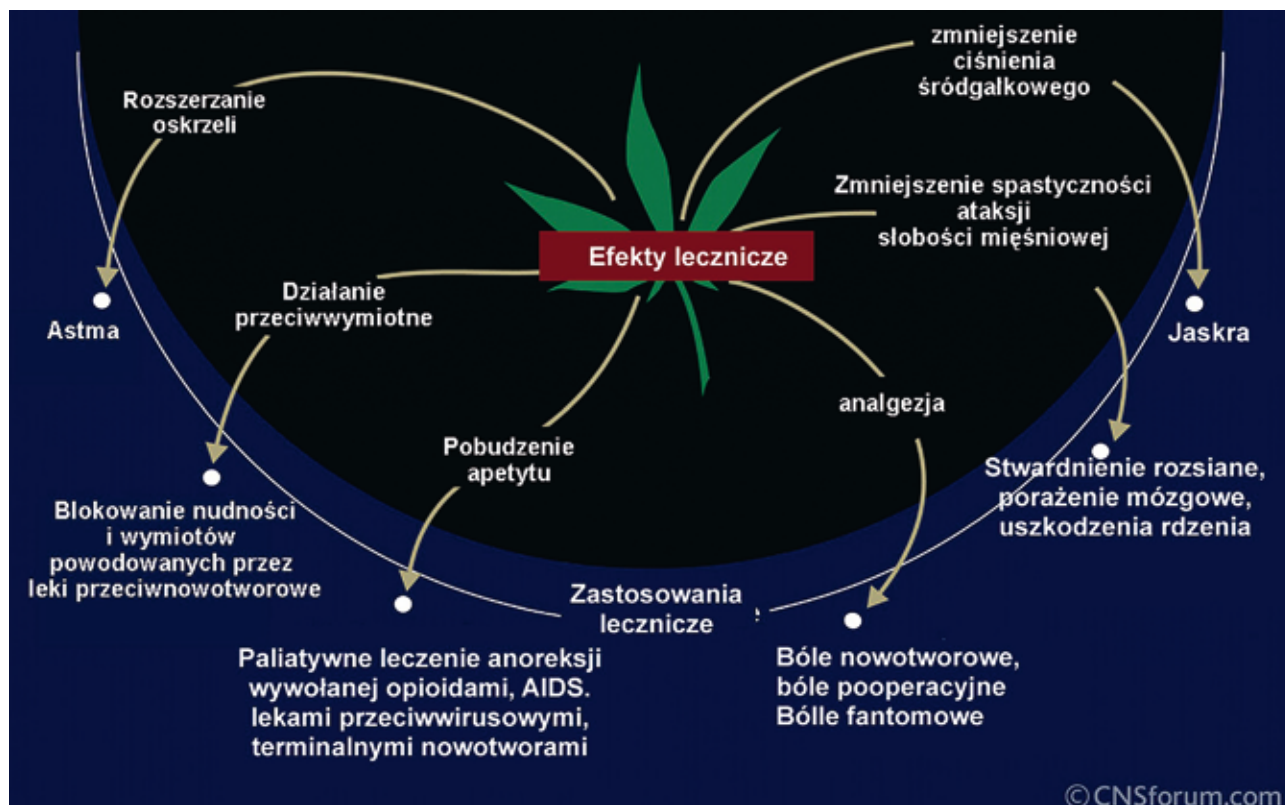 zmniejszenie
ciśnienia
śródgałkowego
Rozszerzanie
oskrzeli
Zmniejszenie spastyczności
ataksji
słobości mięśniowej
Efekty lecznicze
Działanie
przeciwwymiotne
Astma
Jaskra
analgezja
Pobudzenie
apetytu
Stwardnienie rozsiane,
porażenie mózgowe,
uszkodzenia rdzenia
Blokowanie nudności
i wymiotów
powodowanych przez
leki przeciwnowotworowe
Zastosowania
lecznicze
Paliatywne leczenie anoreksji
wywołanej opioidami, AIDS.
lekami przeciwwirusowymi,
terminalnymi nowotworami
Bóle nowotworowe,
bóle pooperacyjne
Bólle fantomowe
© CNSforum.com